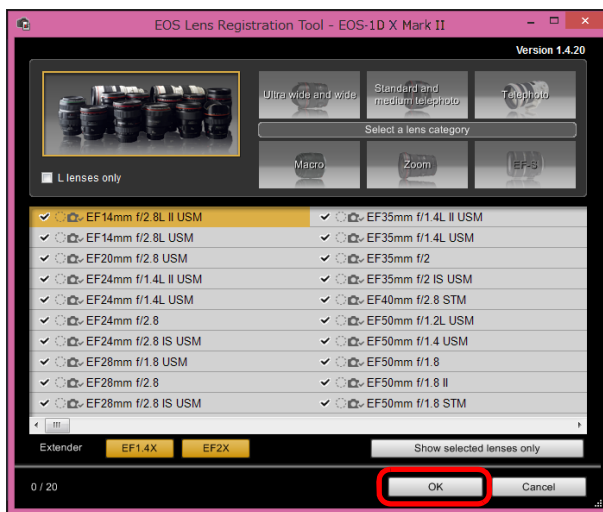 EOS Lens Registration Tool - EOS-1D X Mark II
Version 1.4.20
Ultra wide and wide
Standard and
medium telephoto
Telephoto
Select a lens category
L lenses only
Macro
Zoom
EF-S
EF14mm f/2.8L II USM
EF35mm f/1.4L II USM
EF14mm f/2.8L USM
EF35mm f/1.4L USM
EF20mm f/2.8 USM
EF35mm f/2
EF24mm f/1.4L II USM
EF35mm f/2 IS USM
EF24mm f/1.4L USM
EF40mm f/2.8 STM
EF24mm f/2.8
EF50mm f/1.2L USM
EF24mm f/2.8 IS USM
EF50mm f/1.4 USM
EF28mm f/1.8 USM
EF50mm f/1.8
EF28mm f/2.8
EF50mm f/1.8 II
EF28mm f/2.8 IS USM
EF50mm f/1.8 STM
Extender
EF1.4X
EF2X
Show selected lenses only
0 / 20
OK
Cancel